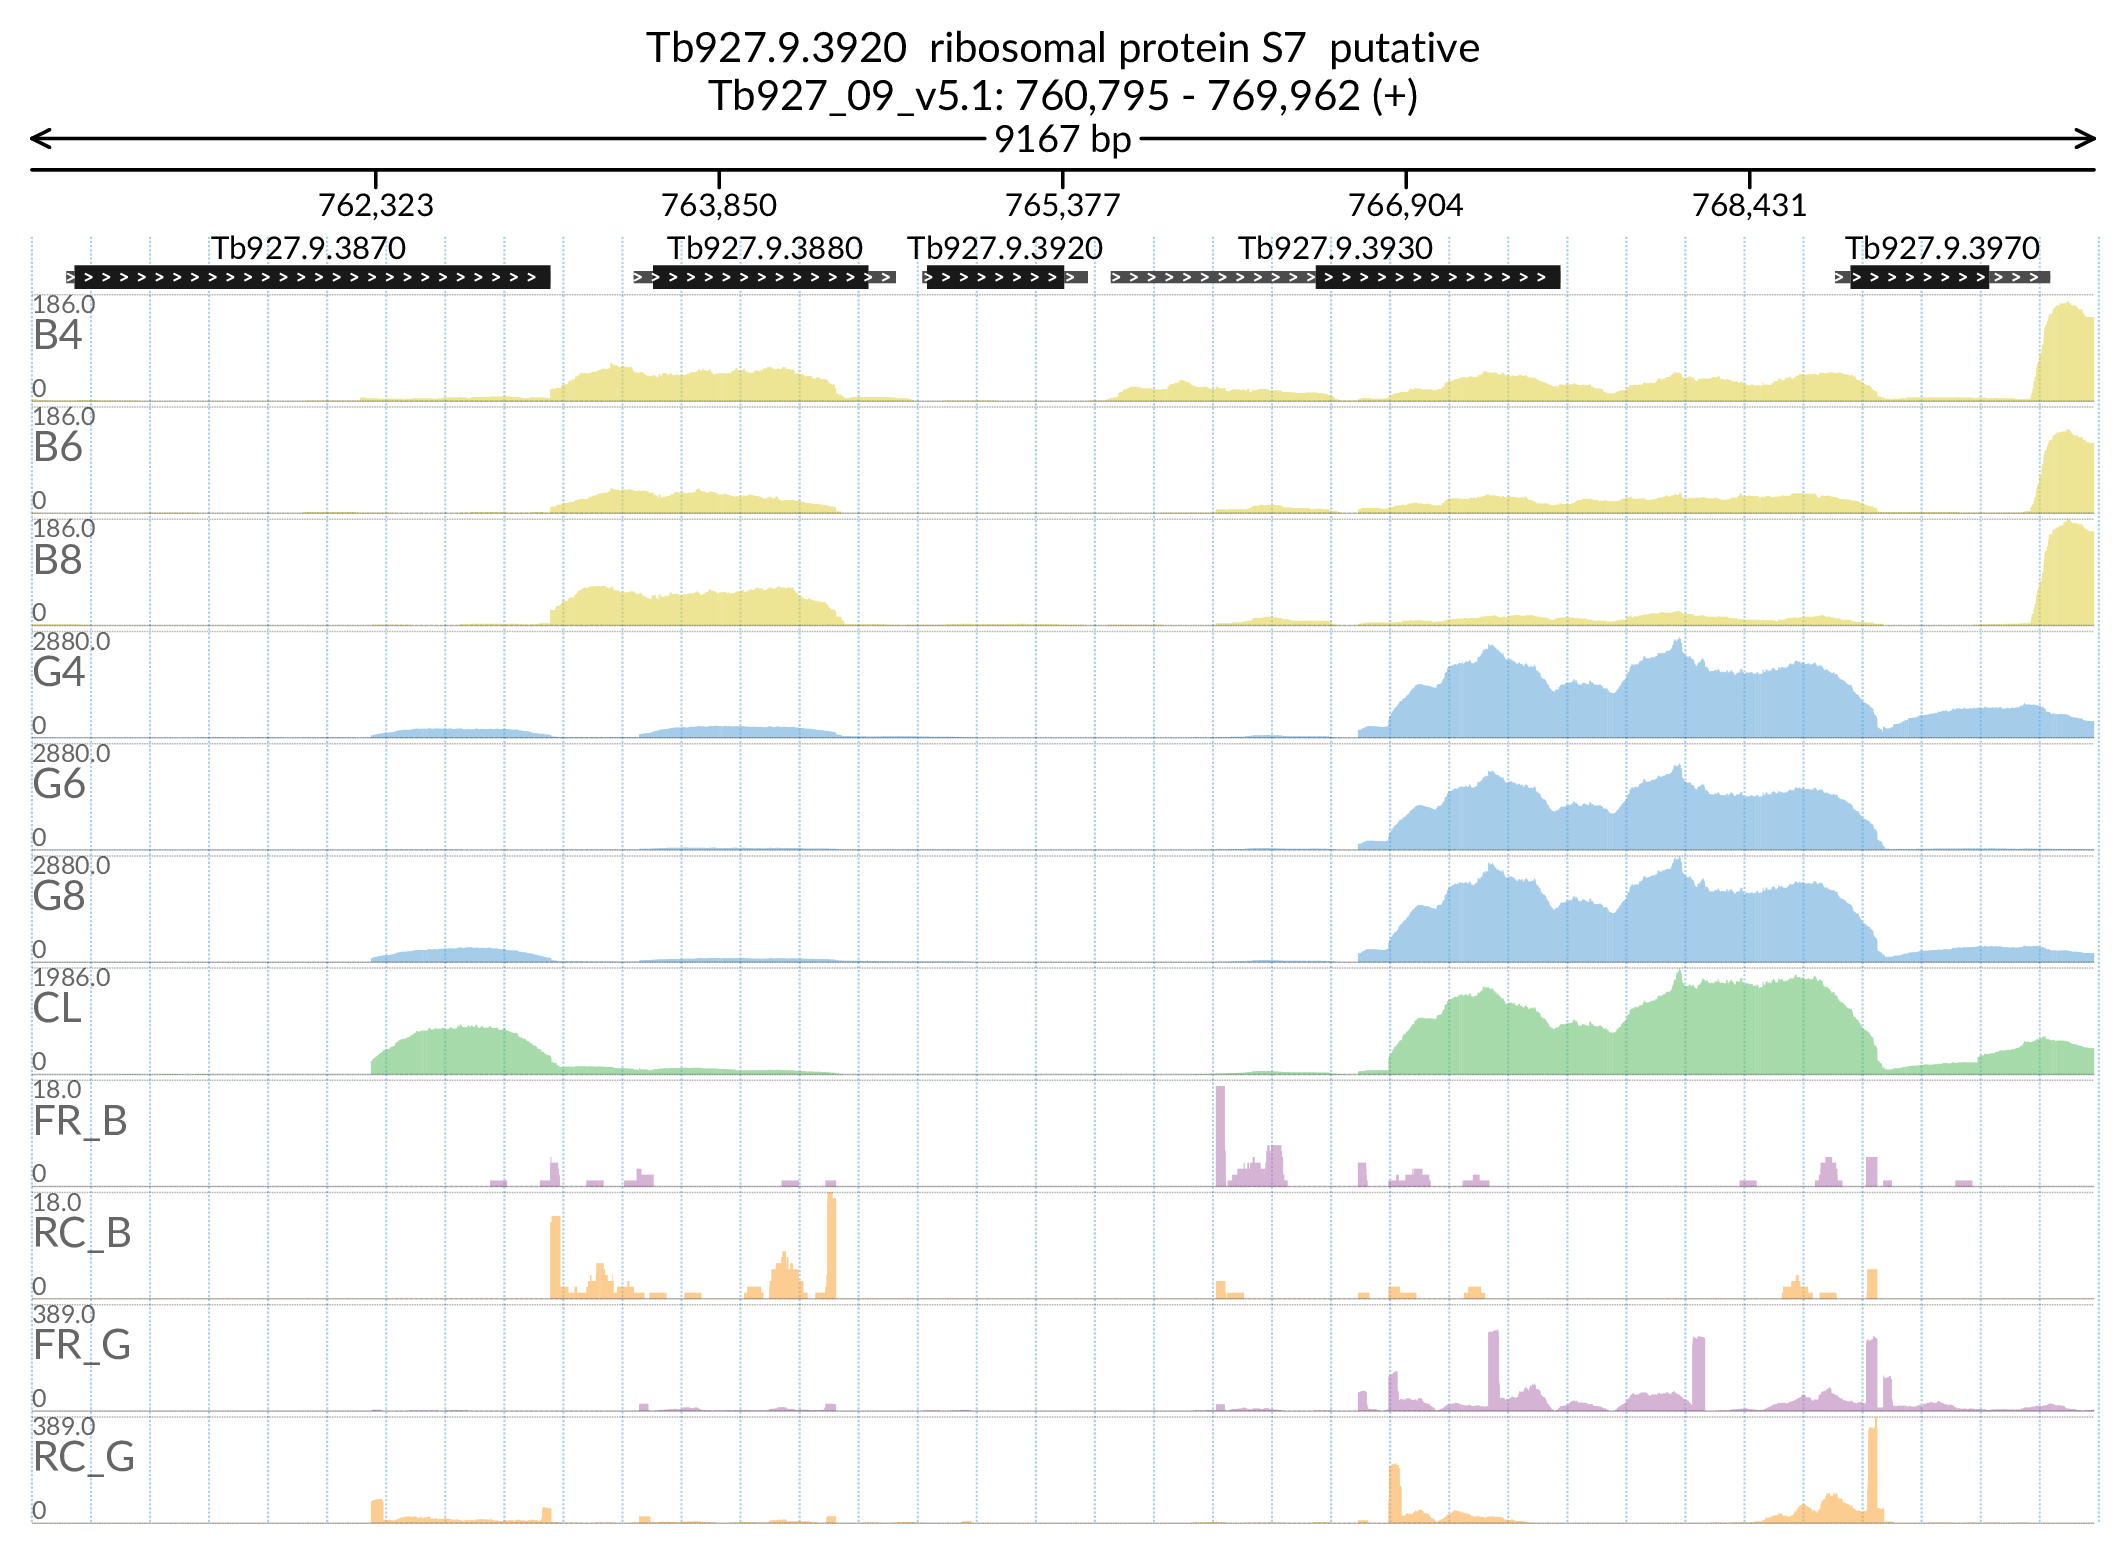 Tb927.9.3920 ribosomal protein S7 putative
Tb927_09_v5.1: 760,795 - 769,962 (+)
9167 bp
762,323 763,850 765,377 766,904 768,431
Tb927.9.3870 Tb927.9.3880 Tb927.9.3920 Tb927.9.3930 Tb927.9.3970
186.0
B4
0
186.0
B6
0
186.0
B8
0
2880.0
G4
0
2880.0
G6
0
2880.0
G8
0
1986.0
CL
0
18.0
FR_B
0
18.0
RC_B
0
389.0
FR_G
0
389.0
RC_G
0